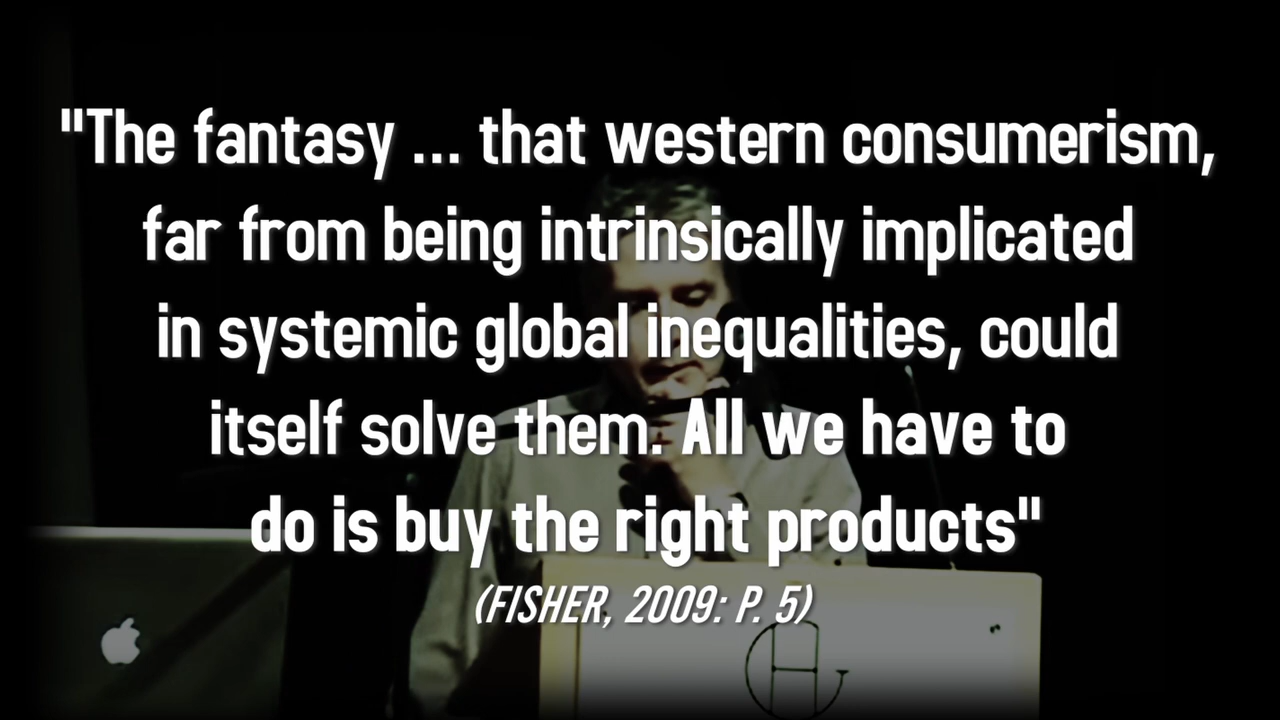 "The fantasy ... that western consumerism,
far from being intrinsically implicated
in systemic global inequalities, could
itself solve them. All we have to
do is buy the right products"
(FISHER, 2009: P. 5)